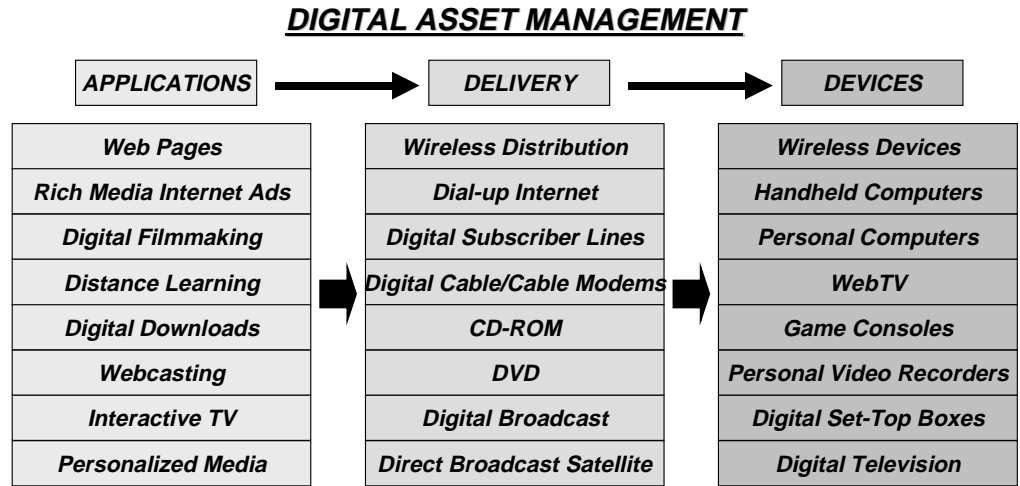 DIGITAL ASSET MANAGEMENT
APPLICATIONS
DELIVERY
DEVICES
Web Pages
Rich Media Internet Ads
Digital Filmmaking
Distance Learning
Digital Downloads
Webcasting
Interactive TV
Personalized Media
Wireless Distribution
Dial-up Internet
Digital Subscriber Lines
Digital Cable/Cable Modems
CD-ROM
DVD
Digital Broadcast
Direct Broadcast Satellite
Wireless Devices
Handheld Computers
Personal Computers
WebTV
Game Consoles
Personal Video Recorders
Digital Set-Top Boxes
Digital Television